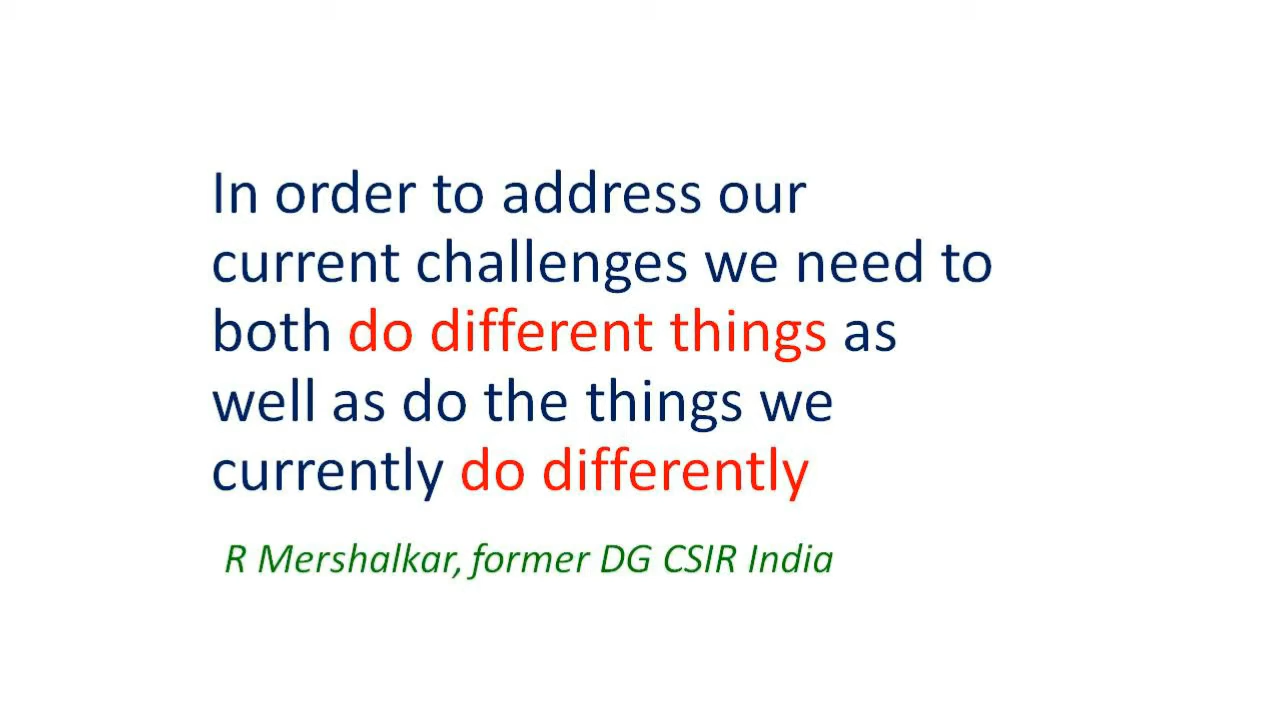 In order to address our
current challenges we need to
both do different things as
well as do the things we
currently do differently
R Mershalkar, former DG CSIR India